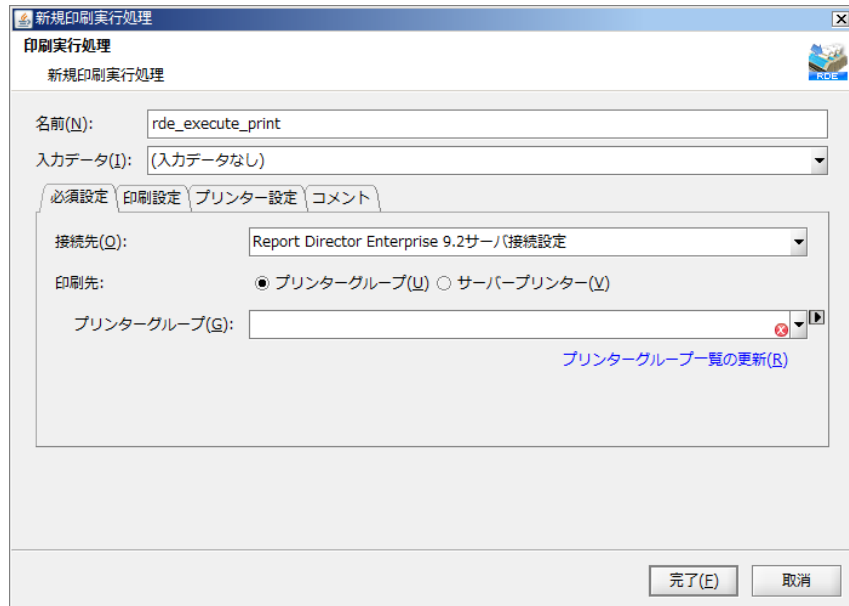 新規印刷実行処理
印刷実行処理
新規印刷実行処理
RDE
名前(N): rde_execute_print
入力データ(I): (入力データなし)
必須設定 印刷設定 プリンター設定 コメント
接続先(O): Report Director Enterprise 9.2サーバ接続設定
印刷先: プリンターグループ(U) サーバープリンター(V)
プリンターグループ(G):
プリンターグループ一覧の更新(R)
完了(F) 取消